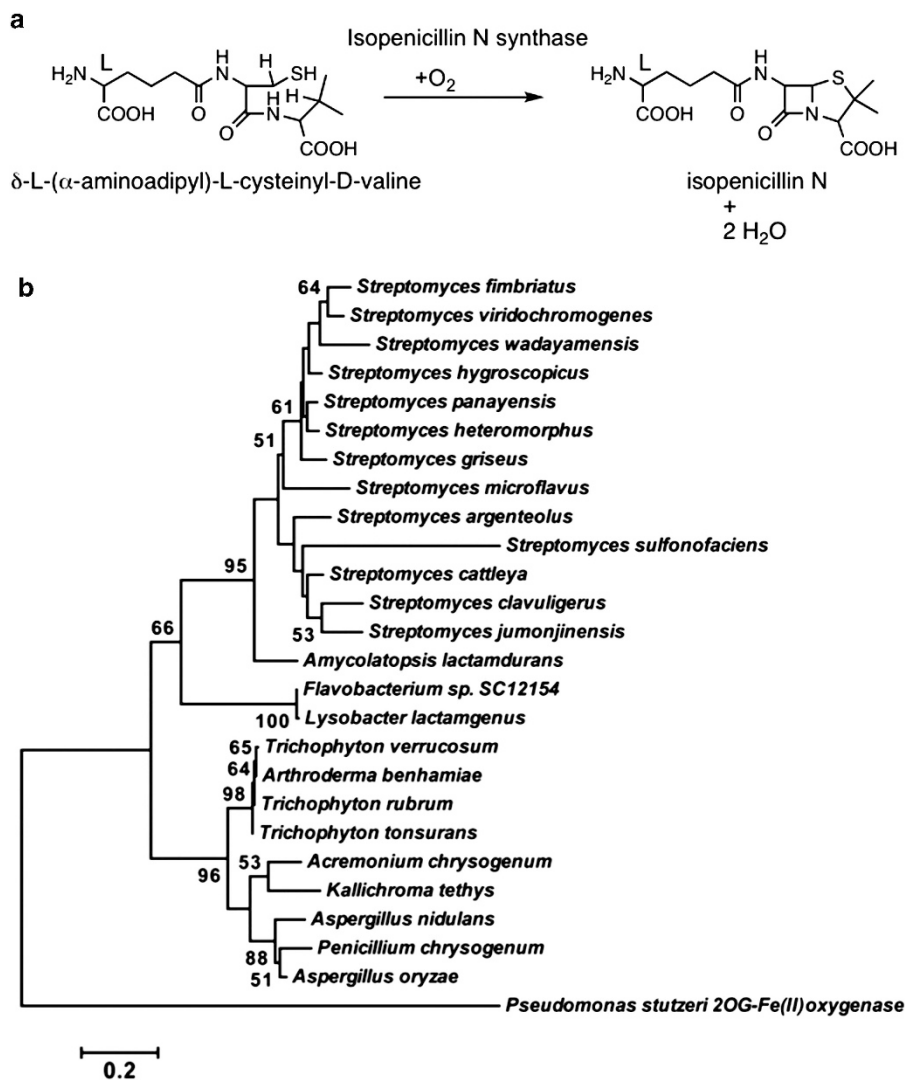 a
Isopenicillin N synthase
+O2
H2N L COOH O H N H SH H N H O COOH
H2N L COOH O H N S O N COOH
δ-L-(α-aminoadipyl)-L-cysteinyl-D-valine
isopenicillin N
+
2 H2O
b
64 Streptomyces fimbriatus
Streptomyces viridochromogenes
Streptomyces wadayamensis
Streptomyces hygroscopicus
61 Streptomyces panayensis
Streptomyces heteromorphus
51 Streptomyces griseus
Streptomyces microflavus
Streptomyces argenteolus
Streptomyces sulfonofaciens
95 Streptomyces cattleya
Streptomyces clavuligerus
53 Streptomyces jumonjinensis
66 Amycolatopsis lactamdurans
Flavobacterium sp. SC12154
100 Lysobacter lactamgenus
65 Trichophyton verrucosum
64 Arthroderma benhamiae
98 Trichophyton rubrum
Trichophyton tonsurans
53 Acremonium chrysogenum
96 Kallichroma tethys
Aspergillus nidulans
88 Penicillium chrysogenum
51 Aspergillus oryzae
Pseudomonas stutzeri 2OG-Fe(II)oxygenase
0.2